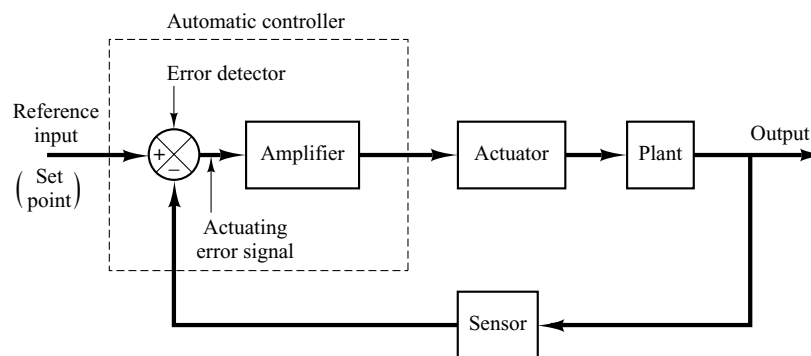 Automatic controller
Error detector
Reference
input
Output
+
Amplifier
Actuator
Plant
−
( Set
point )
Actuating
error signal
Sensor